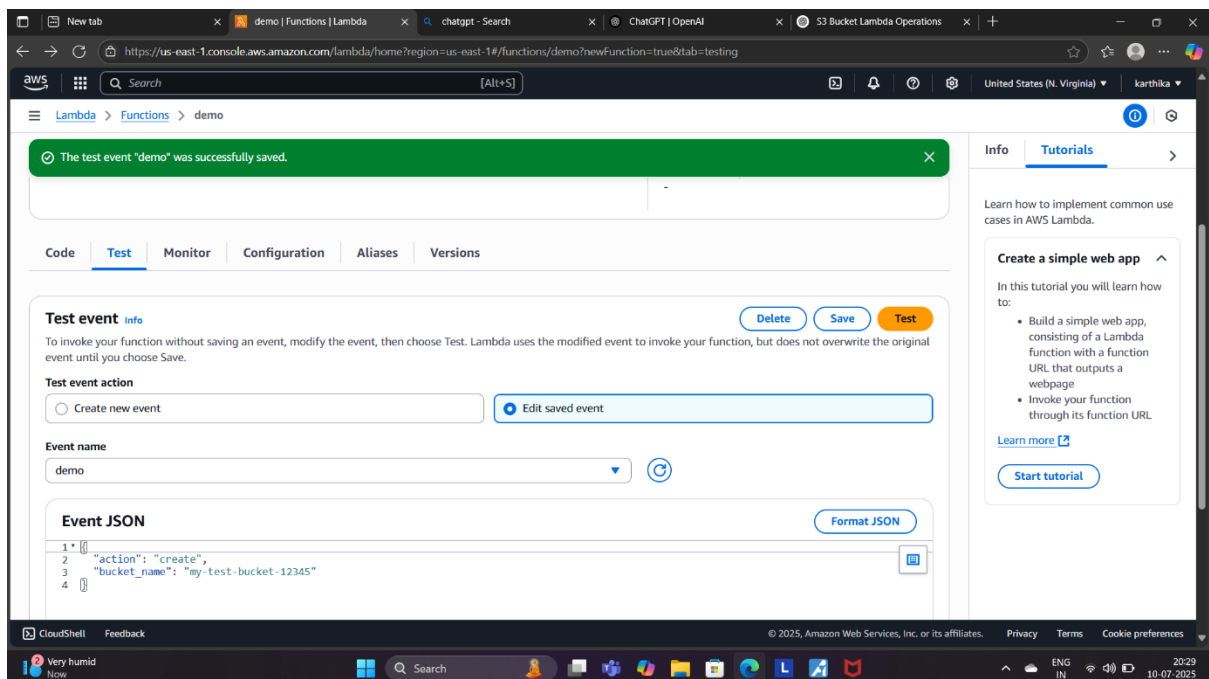 New tab
demo | Functions | Lambda
chatgpt - Search
ChatGPT | OpenAI
S3 Bucket Lambda Operations
https://us-east-1.console.aws.amazon.com/lambda/home?region=us-east-1#/functions/demo?newFunction=true&tab=testing
aws
Search
[Alt+S]
United States (N. Virginia)
karthika
Lambda > Functions > demo
The test event "demo" was successfully saved.
-
Info
Tutorials
Learn how to implement common use
cases in AWS Lambda.
Create a simple web app
In this tutorial you will learn how
to:
• Build a simple web app,
consisting of a Lambda
function with a function
URL that outputs a
webpage
• Invoke your function
through its function URL
Learn more
Start tutorial
Code
Test
Monitor
Configuration
Aliases
Versions
Test event Info
Delete
Save
Test
To invoke your function without saving an event, modify the event, then choose Test. Lambda uses the modified event to invoke your function, but does not overwrite the original
event until you choose Save.
Test event action
Create new event
Edit saved event
Event name
demo
Event JSON
Format JSON
1 {
2 "action": "create",
3 "bucket_name": "my-test-bucket-12345"
4 }
CloudShell
Feedback
© 2025, Amazon Web Services, Inc. or its affiliates.
Privacy
Terms
Cookie preferences
2
Very humid
Now
Search
L
ENG
IN
20:29
10-07-2025